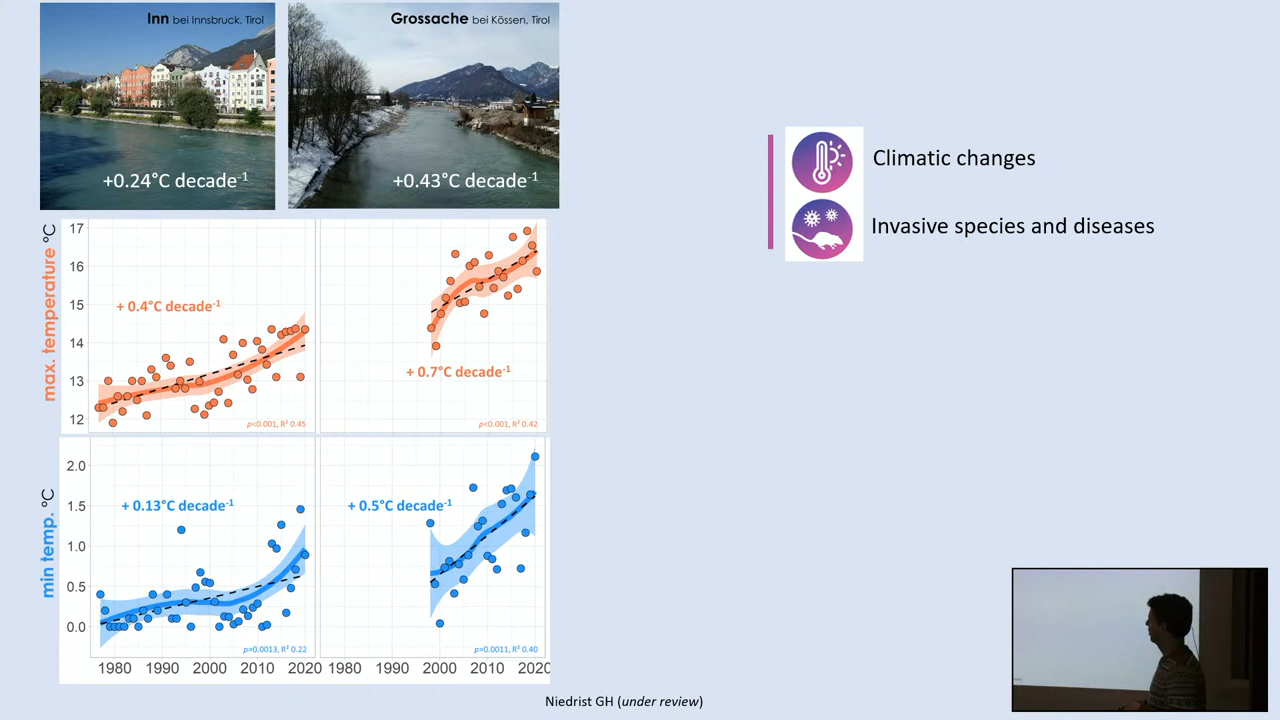 Inn bei Innsbruck, Tirol
+0.24°C decade-1
Grossache bei Kössen, Tirol
+0.43°C decade-1
Climatic changes
Invasive species and diseases
max. temperature °C
17
16
15
14
13
12
+ 0.4°C decade-1
p<0.001, R² 0.45
+ 0.7°C decade-1
p<0.001, R² 0.42
min temp. °C
2.0
1.5
1.0
0.5
0.0
+ 0.13°C decade-1
p=0.0013, R² 0.22
+ 0.5°C decade-1
p=0.0011, R² 0.40
1980 1990 2000 2010 2020 1980 1990 2000 2010 2020
Niedrist GH (under review)